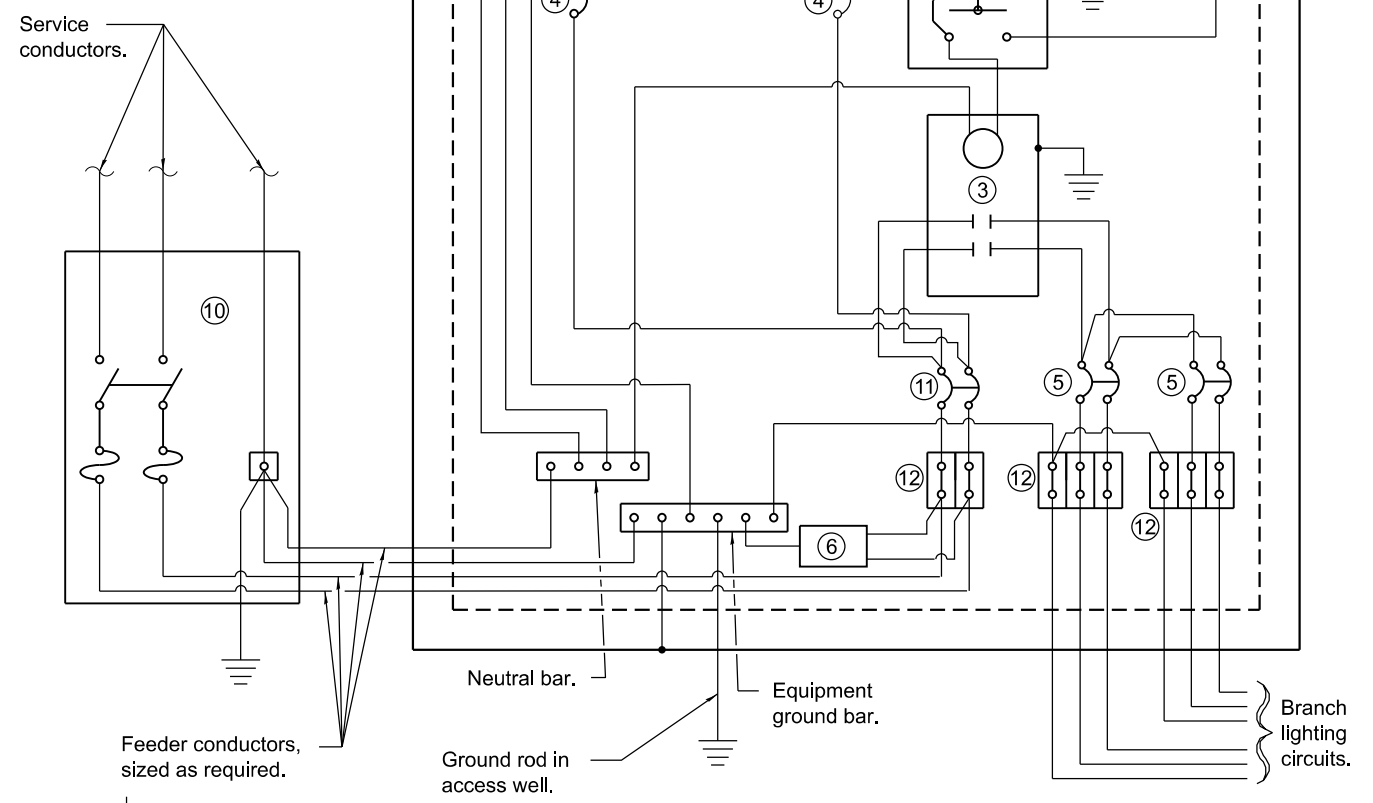 Service
conductors.
4
4
3
10
11
5
5
12
12
12
6
Neutral bar.
Equipment
ground bar.
Feeder conductors,
sized as required.
Ground rod in
access well.
Branch
lighting
circuits.